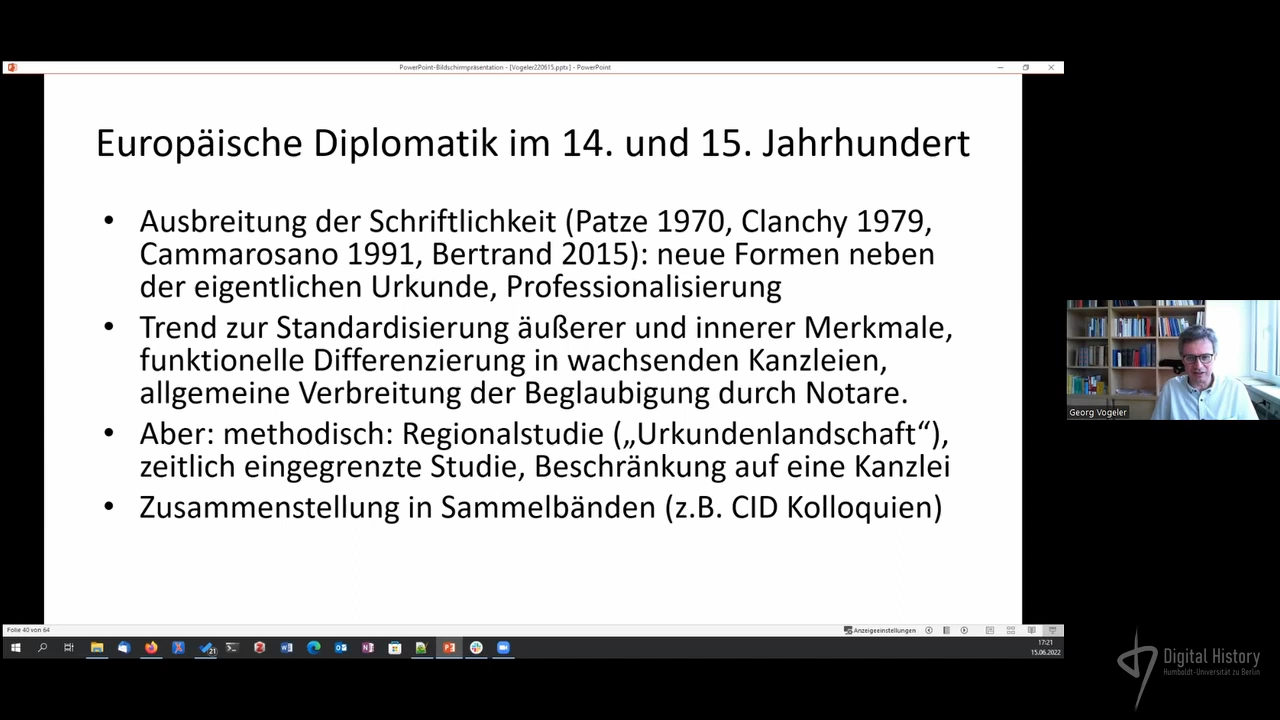 PowerPoint-Bildschirmpräsentation - [Vogeler220615.pptx] - PowerPoint
Europäische Diplomatik im 14. und 15. Jahrhundert
• Ausbreitung der Schriftlichkeit (Patze 1970, Clanchy 1979,
Cammarosano 1991, Bertrand 2015): neue Formen neben
der eigentlichen Urkunde, Professionalisierung
• Trend zur Standardisierung äußerer und innerer Merkmale,
funktionelle Differenzierung in wachsenden Kanzleien,
allgemeine Verbreitung der Beglaubigung durch Notare.
• Aber: methodisch: Regionalstudie („Urkundenlandschaft“),
zeitlich eingegrenzte Studie, Beschränkung auf eine Kanzlei
• Zusammenstellung in Sammelbänden (z.B. CID Kolloquien)
Georg Vogeler
Folie 40 von 64
Anzeigeeinstellungen
21
17:21
15.06.2022
Digital History
Humboldt-Universität zu Berlin